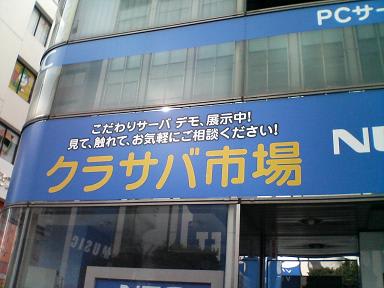 PCサー
こだわりサーバ デモ、展示中!
見て、触れて、お気軽にご相談ください!
クラサバ市場
MUSIC